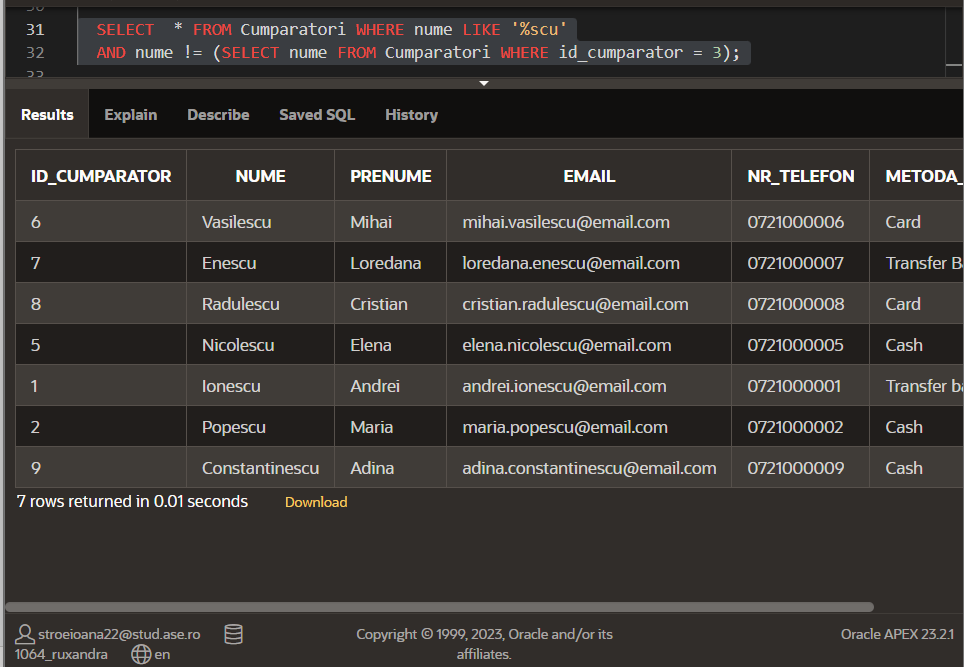 31 SELECT * FROM Cumparatori WHERE nume LIKE '%scu'
32 AND nume != (SELECT nume FROM Cumparatori WHERE id_cumparator = 3);
33
Results Explain Describe Saved SQL History
ID_CUMPARATOR NUME PRENUME EMAIL NR_TELEFON METODA_
6 Vasilescu Mihai mihai.vasilescu@email.com 0721000006 Card
7 Enescu Loredana loredana.enescu@email.com 0721000007 Transfer B
8 Radulescu Cristian cristian.radulescu@email.com 0721000008 Card
5 Nicolescu Elena elena.nicolescu@email.com 0721000005 Cash
1 Ionescu Andrei andrei.ionescu@email.com 0721000001 Transfer ba
2 Popescu Maria maria.popescu@email.com 0721000002 Cash
9 Constantinescu Adina adina.constantinescu@email.com 0721000009 Cash
7 rows returned in 0.01 seconds Download
stroeioana22@stud.ase.ro Copyright © 1999, 2023, Oracle and/or its Oracle APEX 23.2.1
1064_ruxandra en affiliates.